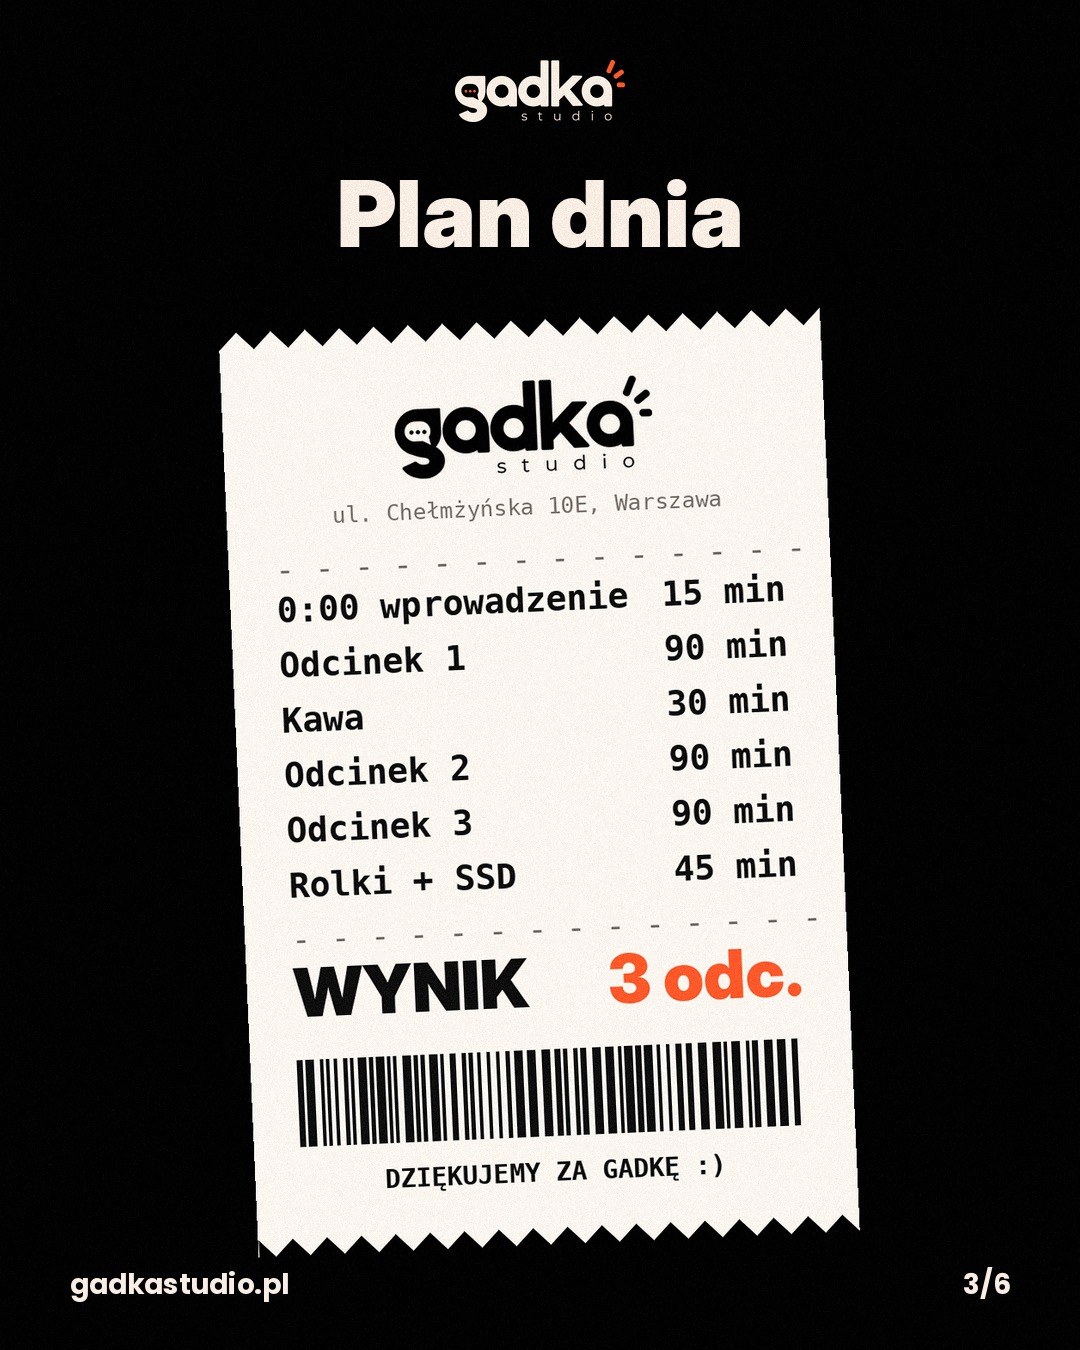 gadka
studio
Plan dnia
gadka
studio
ul. Chełmżyńska 10E, Warszawa
- - - - - - - - - - - - - -
0:00 wprowadzenie 15 min
Odcinek 1 90 min
Kawa 30 min
Odcinek 2 90 min
Odcinek 3 90 min
Rolki + SSD 45 min
- - - - - - - - - - - - - -
WYNIK 3 odc.
DZIĘKUJEMY ZA GADKĘ :)
gadkastudio.pl 3/6